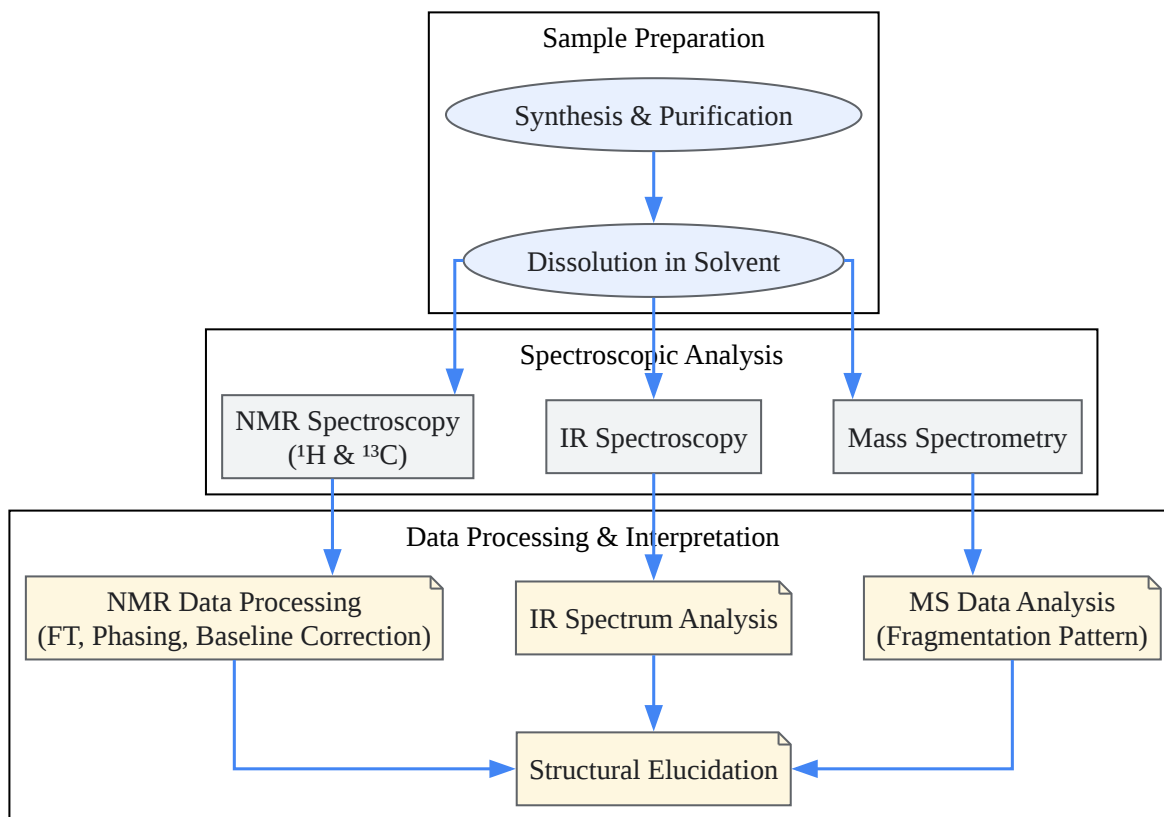 Sample Preparation
Synthesis & Purification
Dissolution in Solvent
Spectroscopic Analysis
NMR Spectroscopy
(¹H & ¹³C)
IR Spectroscopy
Mass Spectrometry
Data Processing & Interpretation
NMR Data Processing
(FT, Phasing, Baseline Correction)
IR Spectrum Analysis
MS Data Analysis
(Fragmentation Pattern)
Structural Elucidation